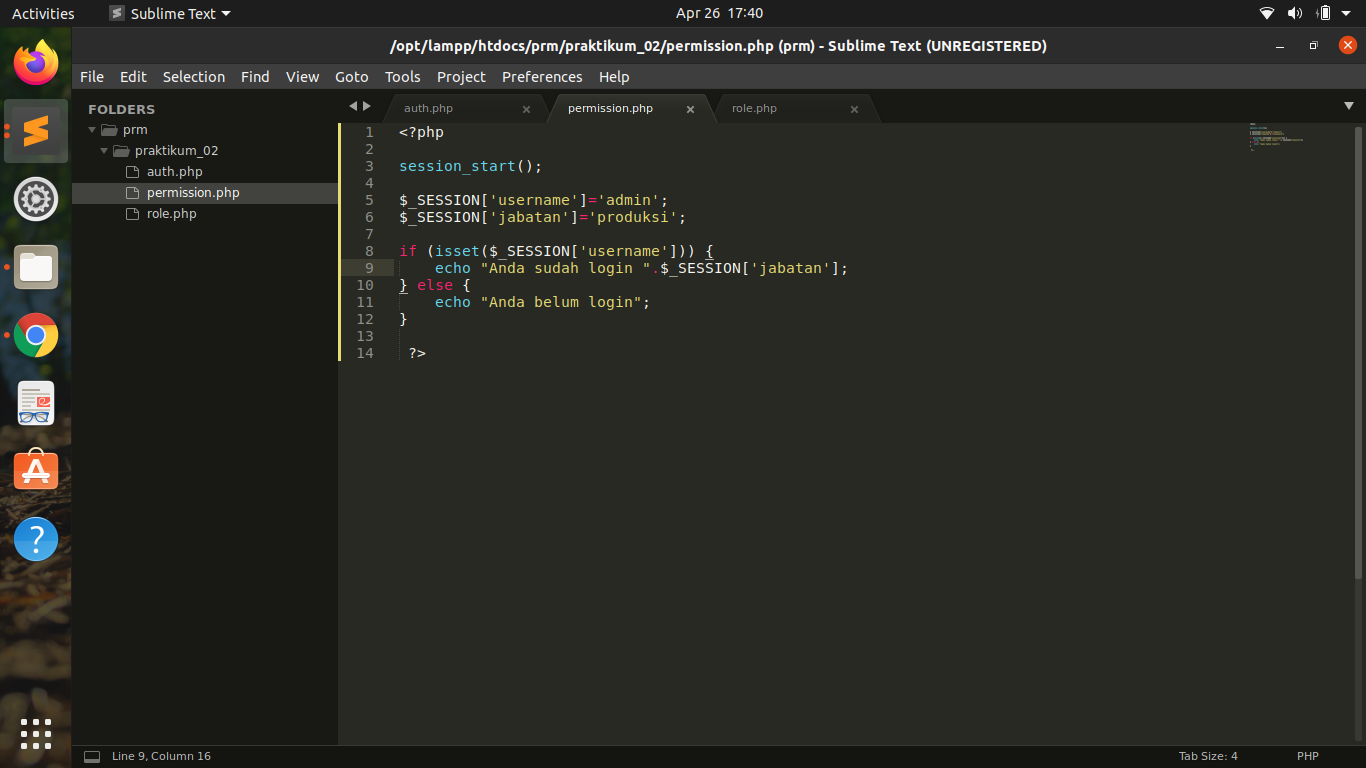 Activities Sublime Text Apr 26 17:40
/opt/lampp/htdocs/prm/praktikum_02/permission.php (prm) - Sublime Text (UNREGISTERED)
File Edit Selection Find View Goto Tools Project Preferences Help
FOLDERS
prm
praktikum_02
auth.php
permission.php
role.php
auth.php × permission.php × role.php ×
1 <?php
2
3 session_start();
4
5 $_SESSION['username']='admin';
6 $_SESSION['jabatan']='produksi';
7
8 if (isset($_SESSION['username'])) {
9     echo "Anda sudah login ".$_SESSION['jabatan'];
10 } else {
11     echo "Anda belum login";
12 }
13
14  ?>
Line 9, Column 16 Tab Size: 4 PHP